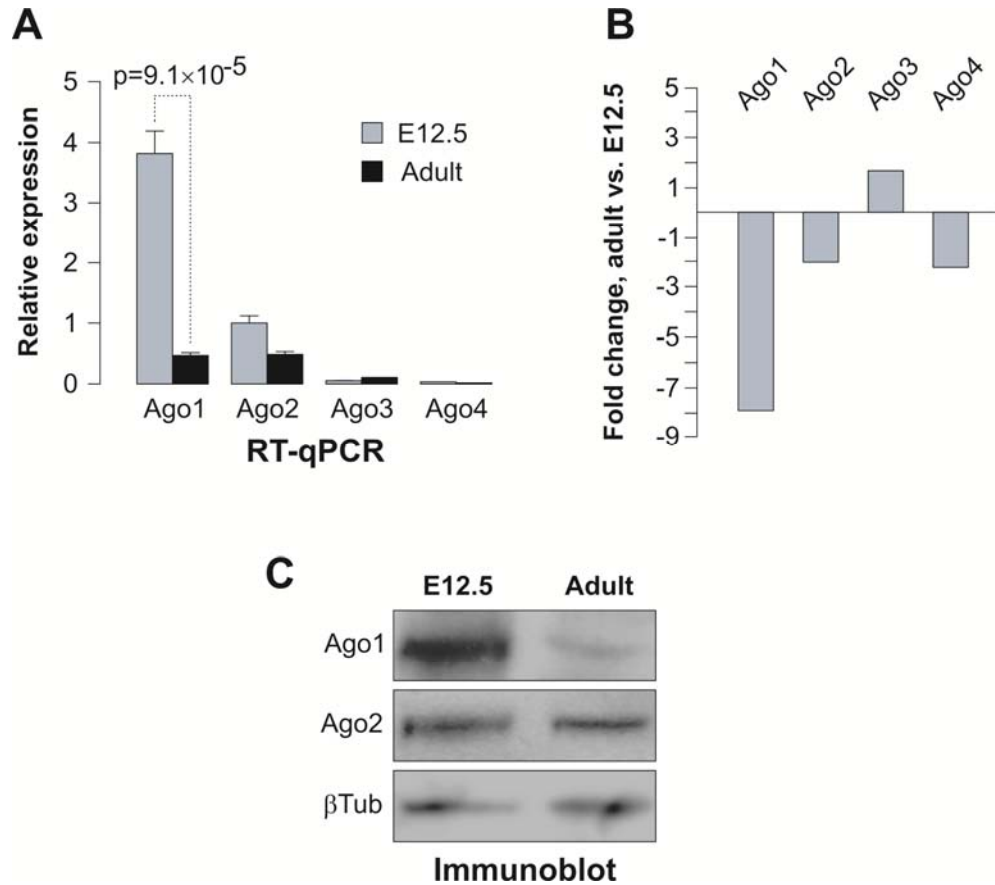 A
p=9.1×10-5
5
4
3
2
1
0
Relative expression
E12.5
Adult
Ago1 Ago2 Ago3 Ago4
RT-qPCR
B
Ago1 Ago2 Ago3 Ago4
5
3
1
-1
-3
-5
-7
-9
Fold change, adult vs. E12.5
C
E12.5 Adult
Ago1
Ago2
βTub
Immunoblot